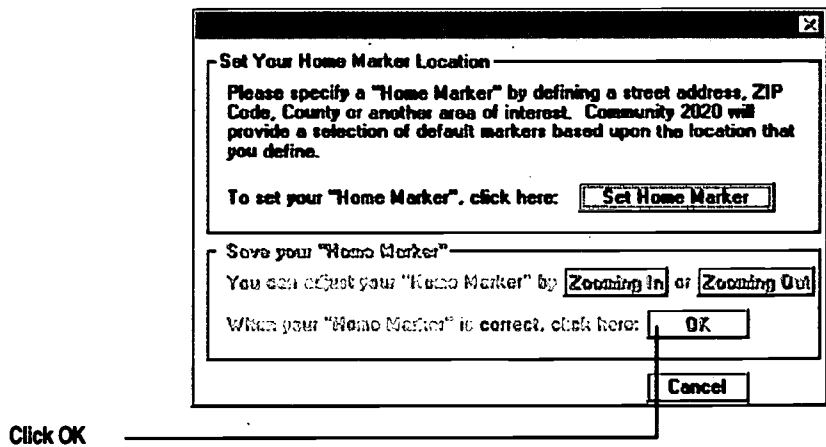 Set Your Home Marker Location
Please specify a "Home Marker" by defining a street address, ZIP
Code, County or another area of interest. Community 2020 will
provide a selection of default markers based upon the location that
you define.
To set your "Home Marker", click here: Set Home Marker
Save your "Home Marker"
You can adjust your "Home Marker" by Zooming In or Zooming Out
When your "Home Marker" is correct, click here: OK
Cancel
Click OK